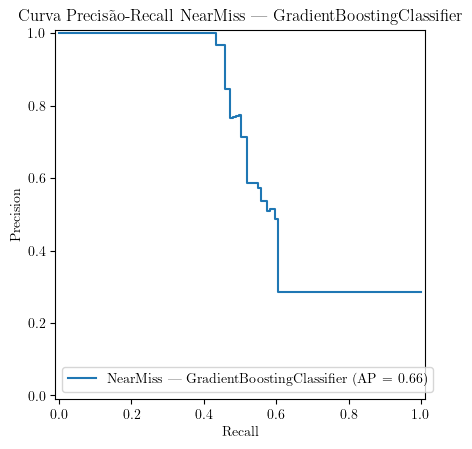 Curva Precisão-Recall NearMiss — GradientBoostingClassifier
1.0
0.8
0.6
0.4
0.2
0.0
Precision
NearMiss — GradientBoostingClassifier (AP = 0.66)
0.0 0.2 0.4 0.6 0.8 1.0
Recall